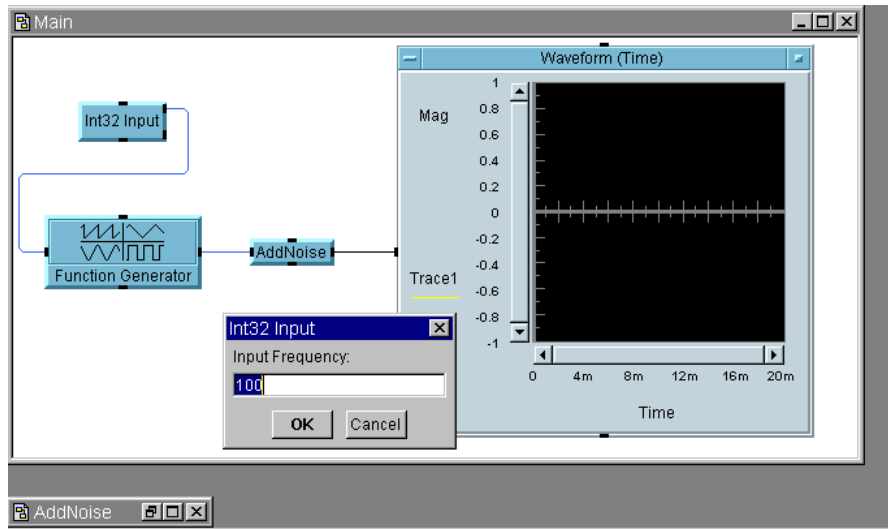 Main
Waveform (Time)
Int32 Input
Mag
1
0.8
0.6
0.4
0.2
0
-0.2
-0.4
-0.6
-0.8
-1
Function Generator
AddNoise
Trace1
0 4m 8m 12m 16m 20m
Time
Int32 Input
Input Frequency:
100
OK Cancel
AddNoise